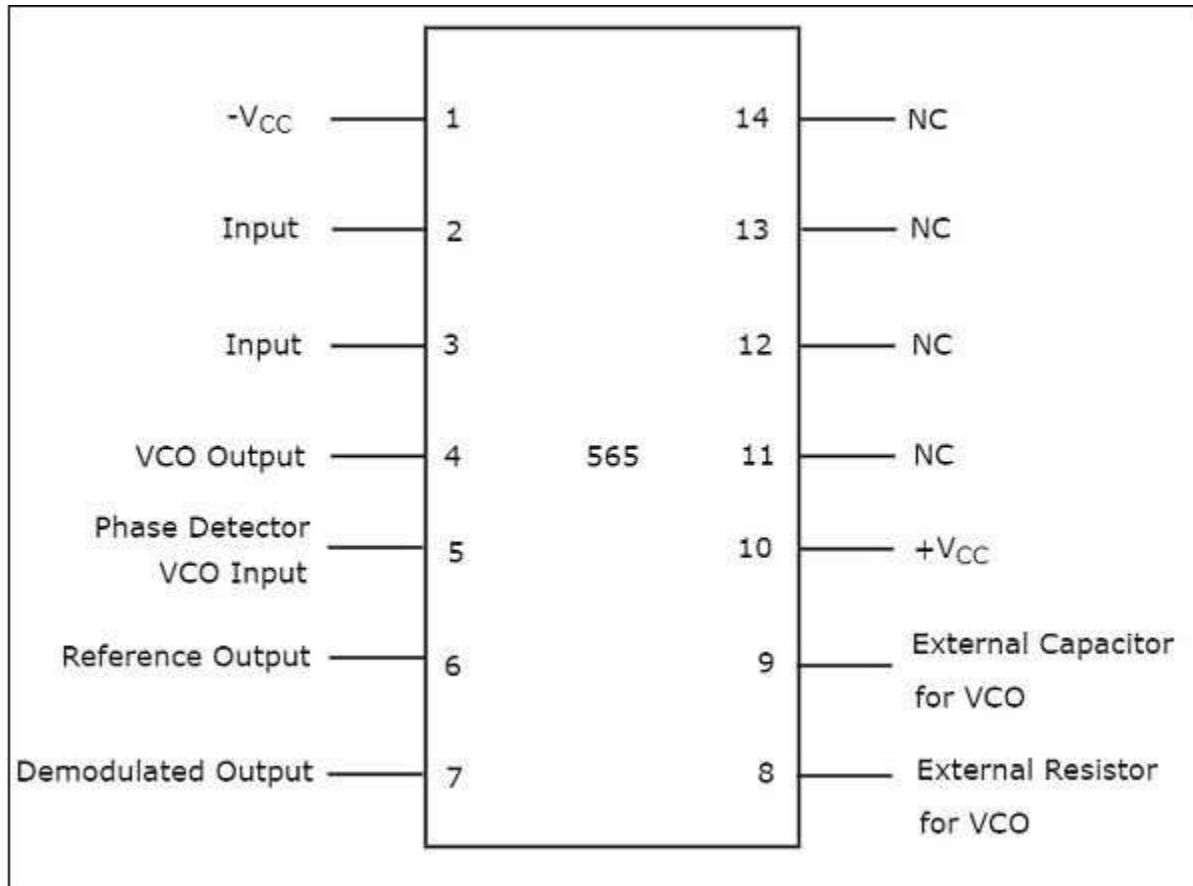 -VCC
1
14
NC
Input
2
13
NC
Input
3
12
NC
VCO Output
4
565
11
NC
Phase Detector
VCO Input
5
10
+VCC
Reference Output
6
9
External Capacitor
for VCO
Demodulated Output
7
8
External Resistor
for VCO